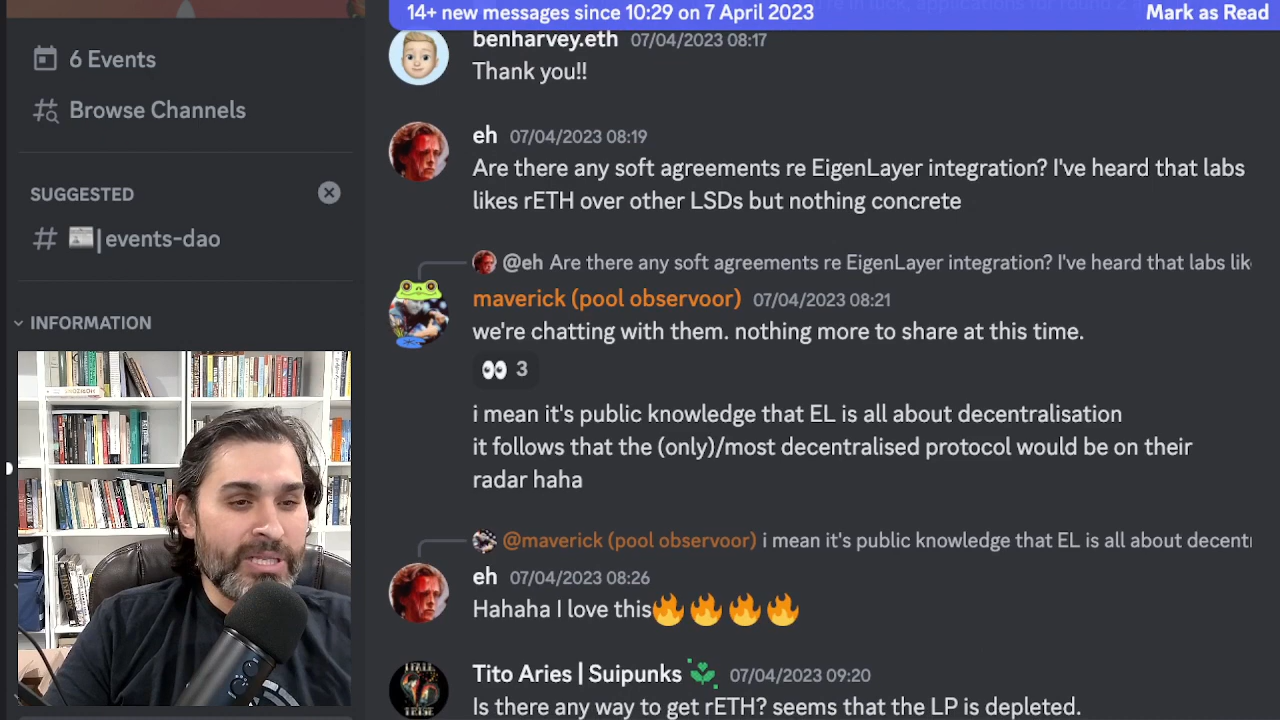 14+ new messages since 10:29 on 7 April 2023
Mark as Read
6 Events
Browse Channels
SUGGESTED
events-dao
INFORMATION
benharvey.eth 07/04/2023 08:17
Thank you!!
eh 07/04/2023 08:19
Are there any soft agreements re EigenLayer integration? I've heard that labs
likes rETH over other LSDs but nothing concrete
@eh Are there any soft agreements re EigenLayer integration? I've heard that labs lik
maverick (pool observoor) 07/04/2023 08:21
we're chatting with them. nothing more to share at this time.
3
i mean it's public knowledge that EL is all about decentralisation
it follows that the (only)/most decentralised protocol would be on their
radar haha
@maverick (pool observoor) i mean it's public knowledge that EL is all about decentr
eh 07/04/2023 08:26
Hahaha I love this🔥🔥🔥🔥
Tito Aries | Suipunks 07/04/2023 09:20
Is there any way to get rETH? seems that the LP is depleted.